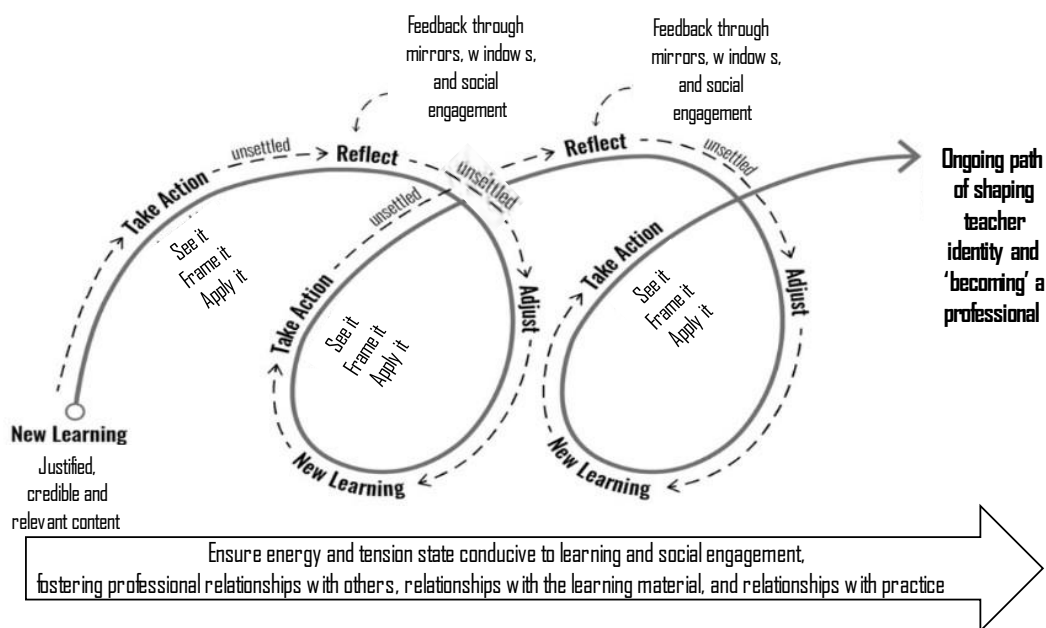 Feedback through
mirrors, w indow s,
and social
engagement
Feedback through
mirrors, w indow s,
and social
engagement
unsettled
Reflect
unsettled
Take Action
See it
Frame it
Apply it
unsettled
Reflect
unsettled
Adjust
Take Action
See it
Frame it
Apply it
New Learning
Take Action
See it
Frame it
Apply it
Adjust
New Learning
Ongoing path
of shaping
teacher
identity and
‘becoming’ a
professional
New Learning
Justified,
credible and
relevant content
Ensure energy and tension state conducive to learning and social engagement,
fostering professional relationships with others, relationships with the learning material, and relationships with practice